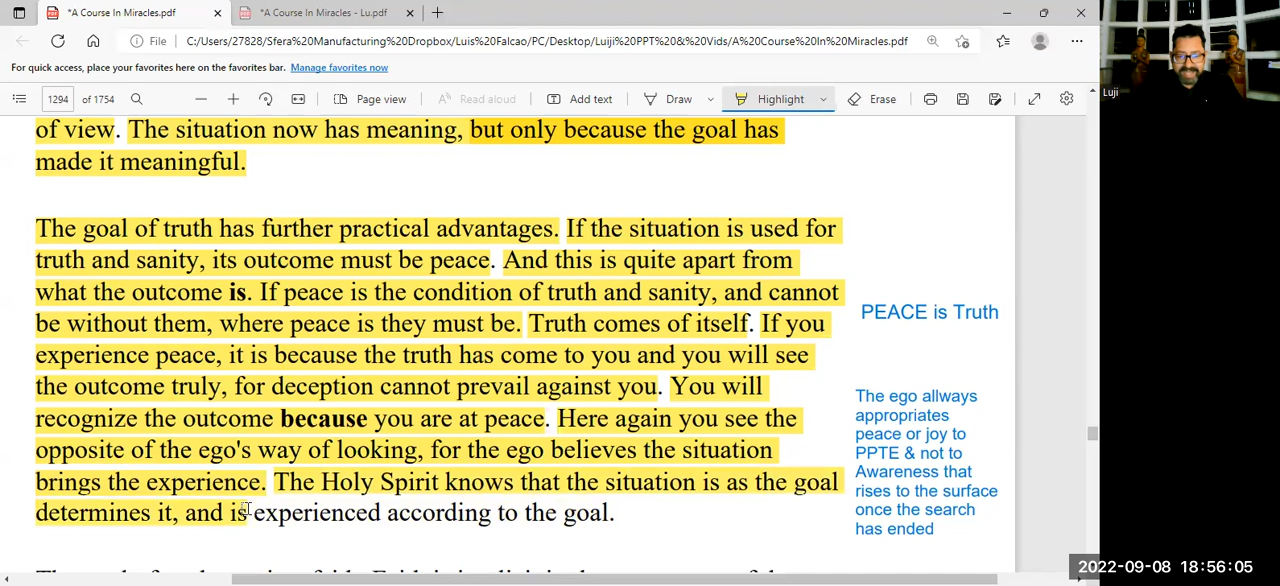 *A Course In Miracles.pdf
*A Course In Miracles - Lu.pdf
File
C:/Users/27828/Sfera%20Manufacturing%20Dropbox/Luis%20Falcao/PC/Desktop/Luiji%20PPT%20&%20Vids/A%20Course%20In%20Miracles.pdf
For quick access, place your favorites here on the favorites bar. Manage favorites now
1294 of 1754
Page view
Read aloud
Add text
Draw
Highlight
Erase
Luji
of view. The situation now has meaning, but only because the goal has
made it meaningful.
The goal of truth has further practical advantages. If the situation is used for
truth and sanity, its outcome must be peace. And this is quite apart from
what the outcome is. If peace is the condition of truth and sanity, and cannot
be without them, where peace is they must be. Truth comes of itself. If you
experience peace, it is because the truth has come to you and you will see
the outcome truly, for deception cannot prevail against you. You will
recognize the outcome because you are at peace. Here again you see the
opposite of the ego's way of looking, for the ego believes the situation
brings the experience. The Holy Spirit knows that the situation is as the goal
determines it, and is experienced according to the goal.
PEACE is Truth
The ego allways
appropriates
peace or joy to
PPTE & not to
Awareness that
rises to the surface
once the search
has ended
2022-09-08 18:56:05